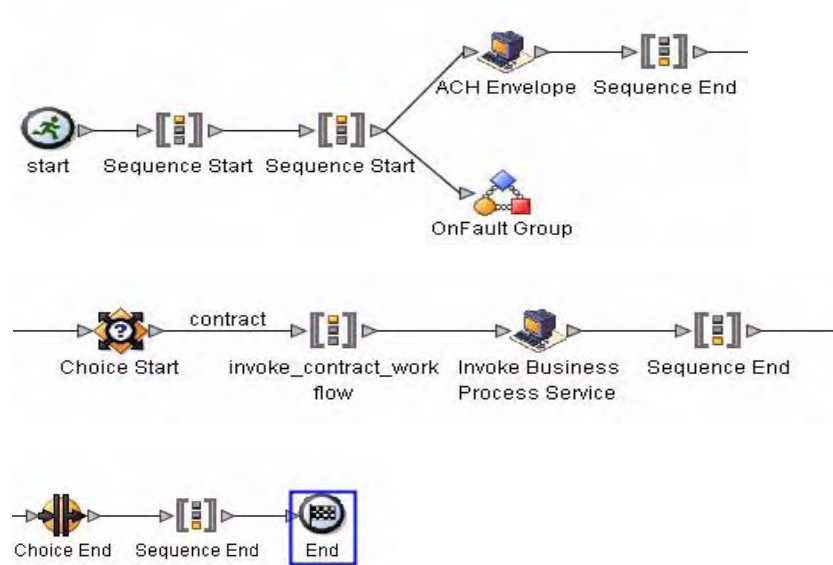 ACH Envelope Sequence End
start Sequence Start Sequence Start
OnFault Group
contract
Choice Start invoke_contract_work Invoke Business Sequence End
flow Process Service
Choice End Sequence End End